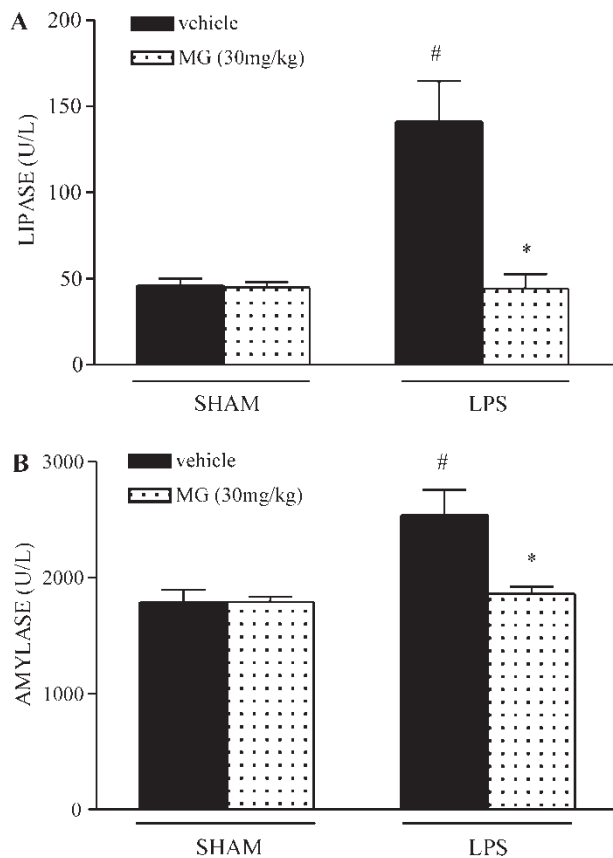 A
200
vehicle
MG (30mg/kg)
#
150
LIPASE (U/L)
100
*
50
0
SHAM
LPS
B
3000
vehicle
#
MG (30mg/kg)
2000
*
AMYLASE (U/L)
1000
0
SHAM
LPS